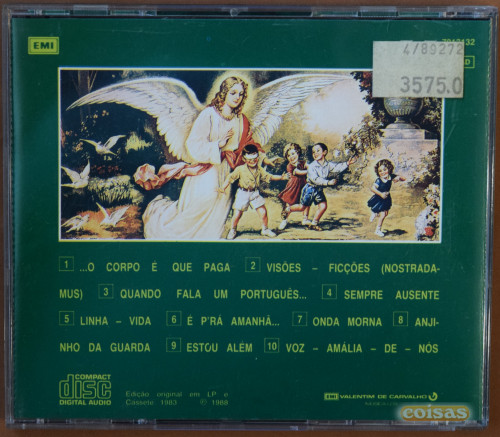 EMI
4/89272
3575.0
1 ...O CORPO É QUE PAGA 2 VISÕES – FICÇÕES (NOSTRADA-
MUS) 3 QUANDO FALA UM PORTUGUÊS... 4 SEMPRE AUSENTE
5 LINHA – VIDA 6 É P'RÁ AMANHÃ... 7 ONDA MORNA 8 ANJI-
NHO DA GUARDA 9 ESTOU ALÉM 10 VOZ – AMÁLIA – DE – NÓS
COMPACT
disc
DIGITAL AUDIO
Edição original em LP e
Cassete 1983 ℗ 1988
EMI VALENTIM DE CARVALHO
coisas